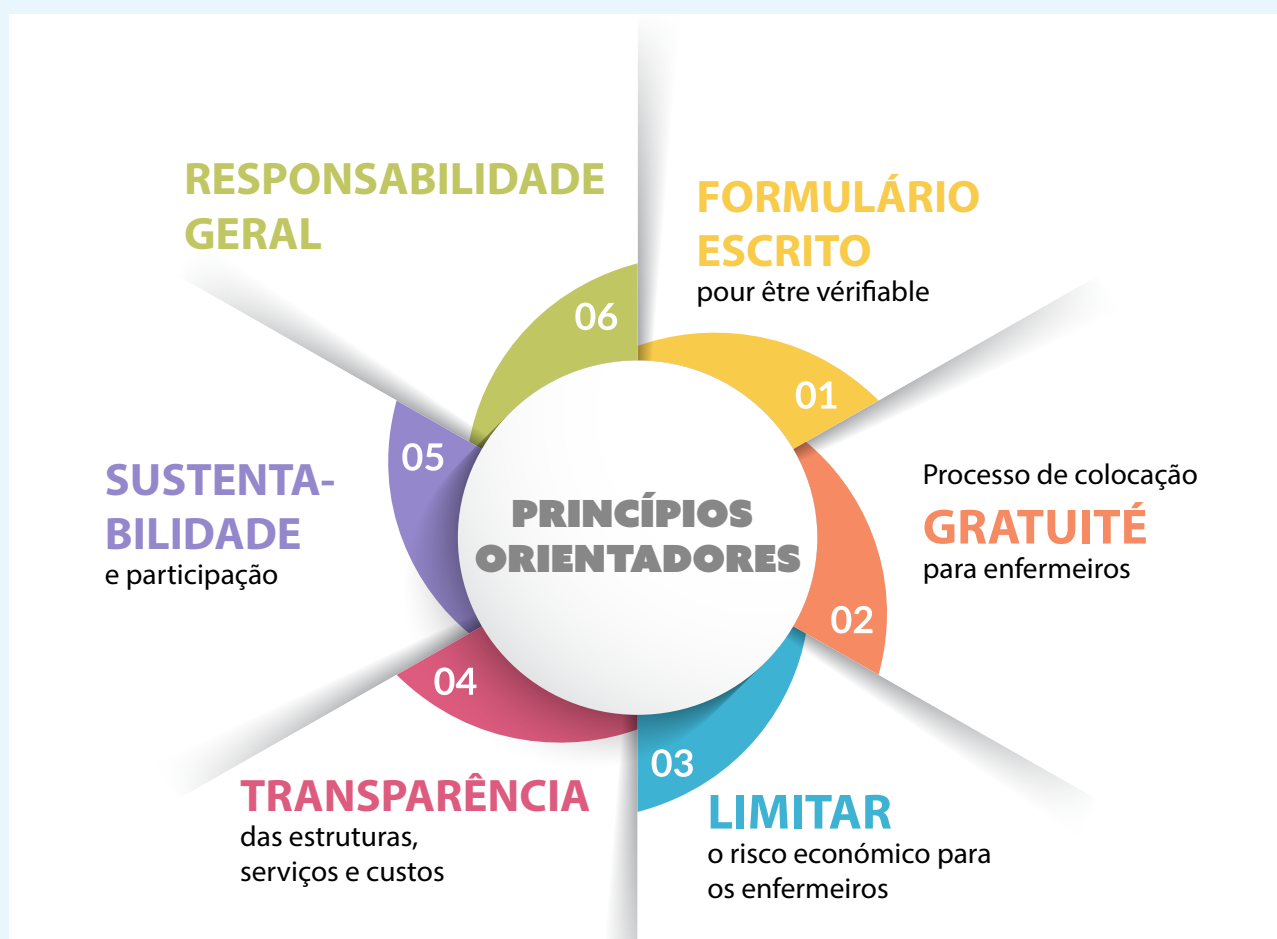 PRINCÍPIOS
ORIENTADORES
01
FORMULÁRIO
ESCRITO
pour être vérifiable
02
Processo de colocação
GRATUITÉ
para enfermeiros
03
LIMITAR
o risco económico para
os enfermeiros
04
TRANSPARÊNCIA
das estruturas,
serviços e custos
05
SUSTENTA-
BILIDADE
e participação
06
RESPONSABILIDADE
GERAL